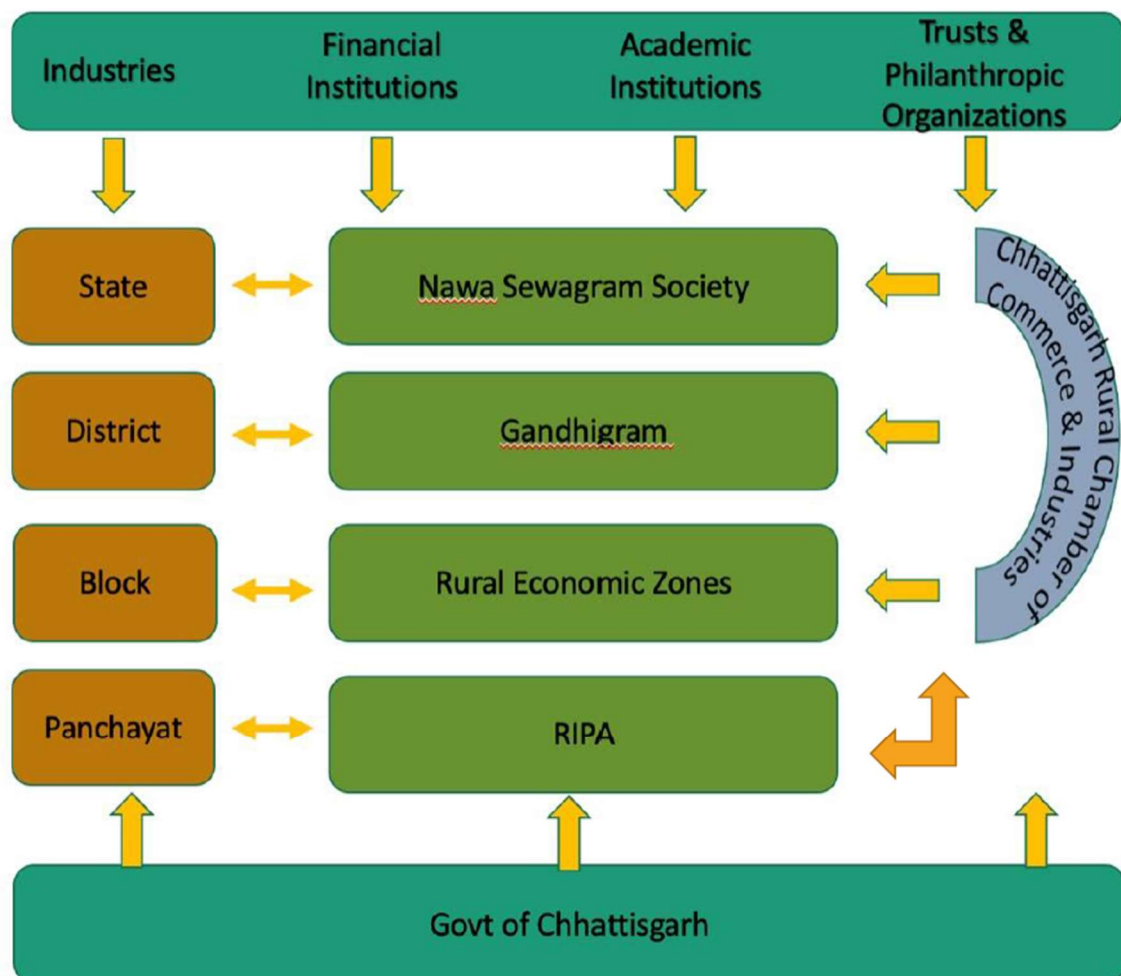 Industries
Financial
Institutions
Academic
Institutions
Trusts &
Philanthropic
Organizations
State
Nawa Sewagram Society
District
Gandhigram
Block
Rural Economic Zones
Panchayat
RIPA
Chhattisgarh Rural Chamber of
Commerce & Industries
Govt of Chhattisgarh